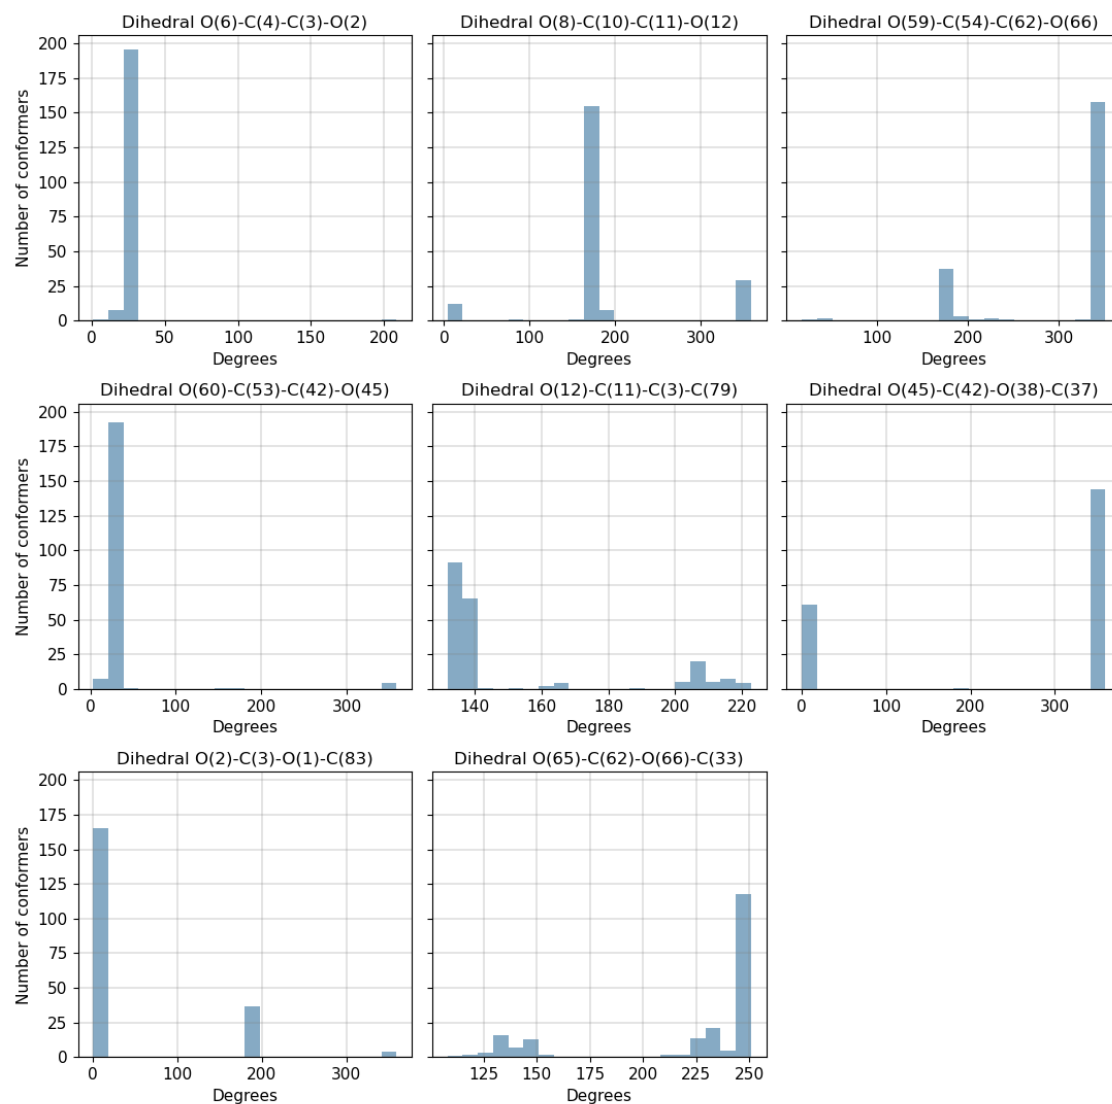 Dihedral O(6)-C(4)-C(3)-O(2)
Number of conformers
200
175
150
125
100
75
50
25
0
0 50 100 150 200
Degrees
Dihedral O(8)-C(10)-C(11)-O(12)
100 200 300
Degrees
Dihedral O(59)-C(54)-C(62)-O(66)
100 200 300
Degrees
Dihedral O(60)-C(53)-C(42)-O(45)
Number of conformers
200
175
150
125
100
75
50
25
0
0 100 200 300
Degrees
Dihedral O(12)-C(11)-C(3)-C(79)
140 160 180 200 220
Degrees
Dihedral O(45)-C(42)-O(38)-C(37)
0 100 200 300
Degrees
Dihedral O(2)-C(3)-O(1)-C(83)
Number of conformers
200
175
150
125
100
75
50
25
0
0 100 200 300
Degrees
Dihedral O(65)-C(62)-O(66)-C(33)
125 150 175 200 225 250
Degrees